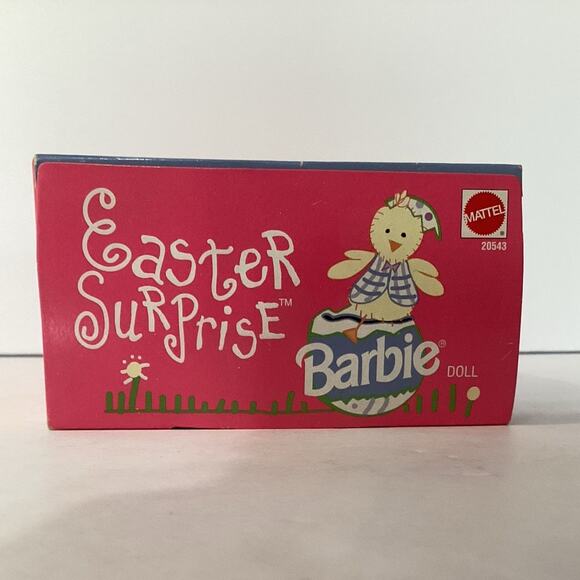 Easter
Surprise™
MATTEL
®
20543
Barbie® DOLL